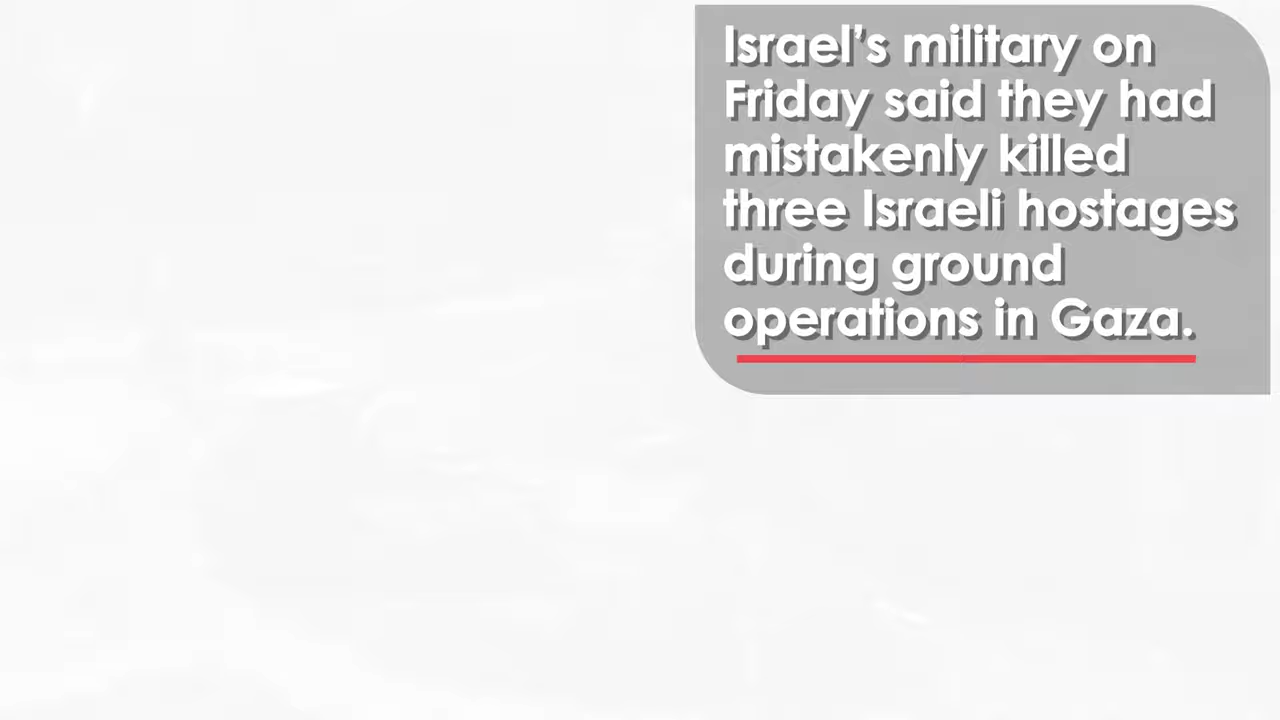 Israel’s military on
Friday said they had
mistakenly killed
three Israeli hostages
during ground
operations in Gaza.